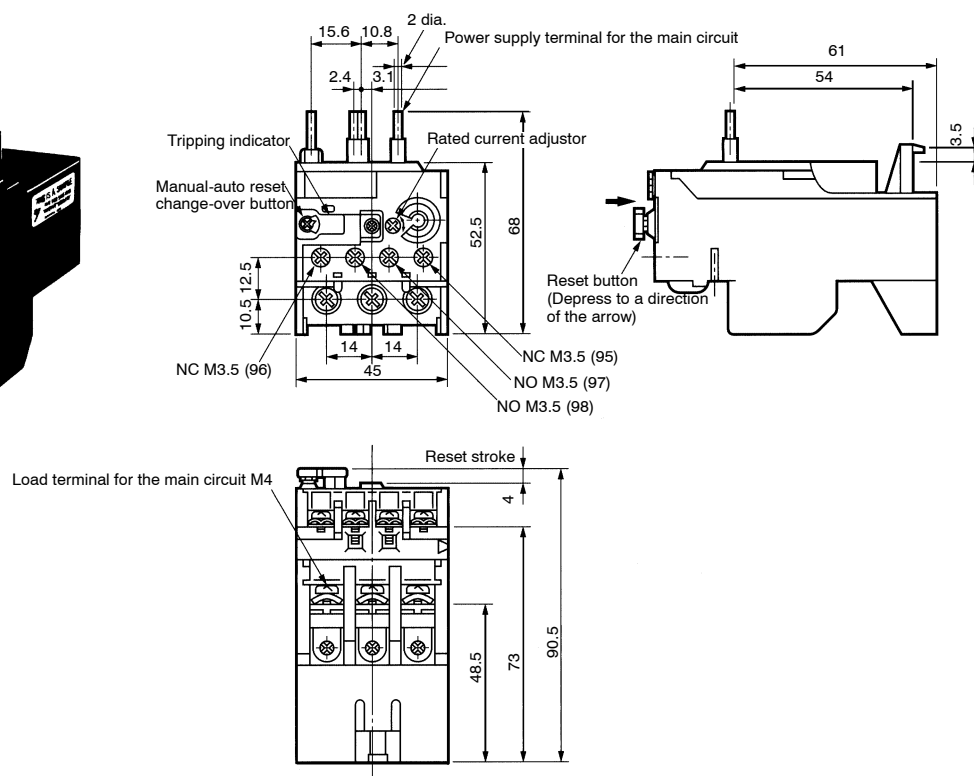 2 dia.
15.6
10.8
Power supply terminal for the main circuit
61
2.4
3.1
54
3.5
Tripping indicator
Rated current adjustor
Manual-auto reset
change-over button
52.5
68
12.5
10.5
Reset button
(Depress to a direction
of the arrow)
14
14
NC M3.5 (96)
45
NC M3.5 (95)
NO M3.5 (97)
NO M3.5 (98)
Reset stroke
Load terminal for the main circuit M4
4
48.5
73
90.5